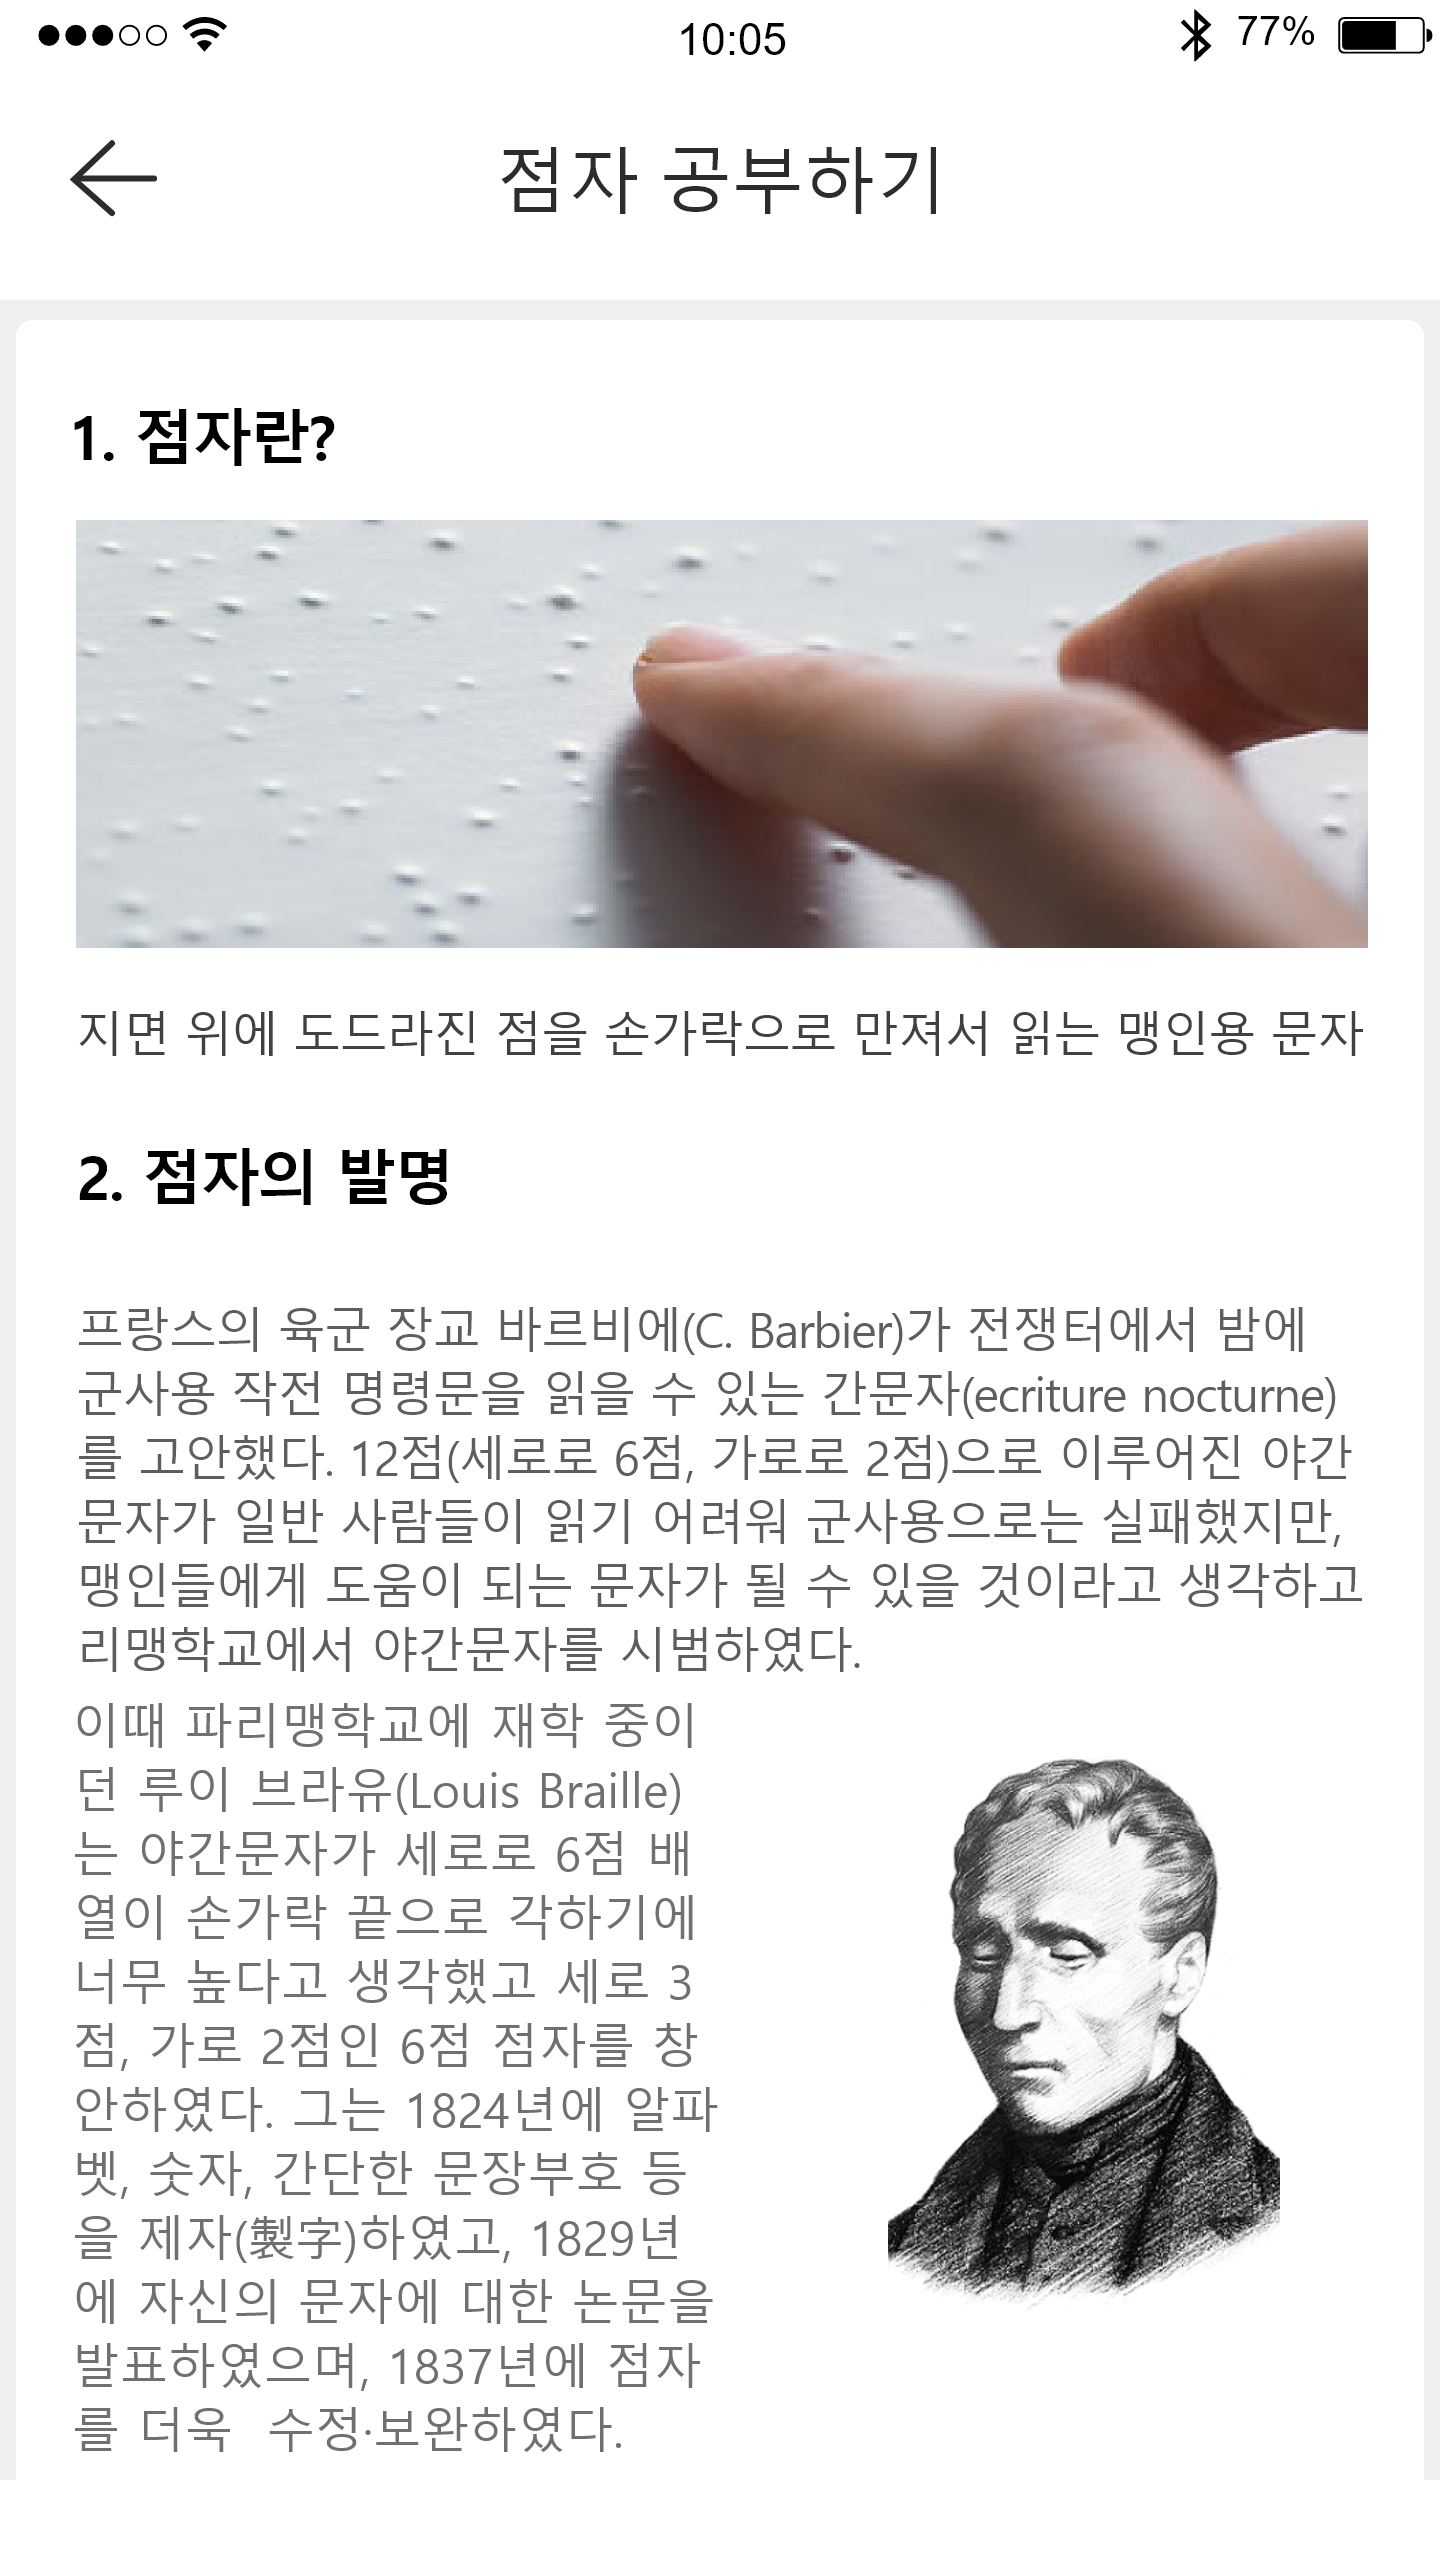 10:05
77%
점자 공부하기
1. 점자란?
지면 위에 도드라진 점을 손가락으로 만져서 읽는 맹인용 문자
2. 점자의 발명
프랑스의 육군 장교 바르비에(C. Barbier)가 전쟁터에서 밤에
군사용 작전 명령문을 읽을 수 있는 간문자(ecriture nocturne)
를 고안했다. 12점(세로로 6점, 가로로 2점)으로 이루어진 야간
문자가 일반 사람들이 읽기 어려워 군사용으로는 실패했지만,
맹인들에게 도움이 되는 문자가 될 수 있을 것이라고 생각하고
리맹학교에서 야간문자를 시범하였다.
이때 파리맹학교에 재학 중이
던 루이 브라유(Louis Braille)
는 야간문자가 세로로 6점 배
열이 손가락 끝으로 각하기에
너무 높다고 생각했고 세로 3
점, 가로 2점인 6점 점자를 창
안하였다. 그는 1824년에 알파
벳, 숫자, 간단한 문장부호 등
을 제자(製字)하였고, 1829년
에 자신의 문자에 대한 논문을
발표하였으며, 1837년에 점자
를 더욱 수정·보완하였다.